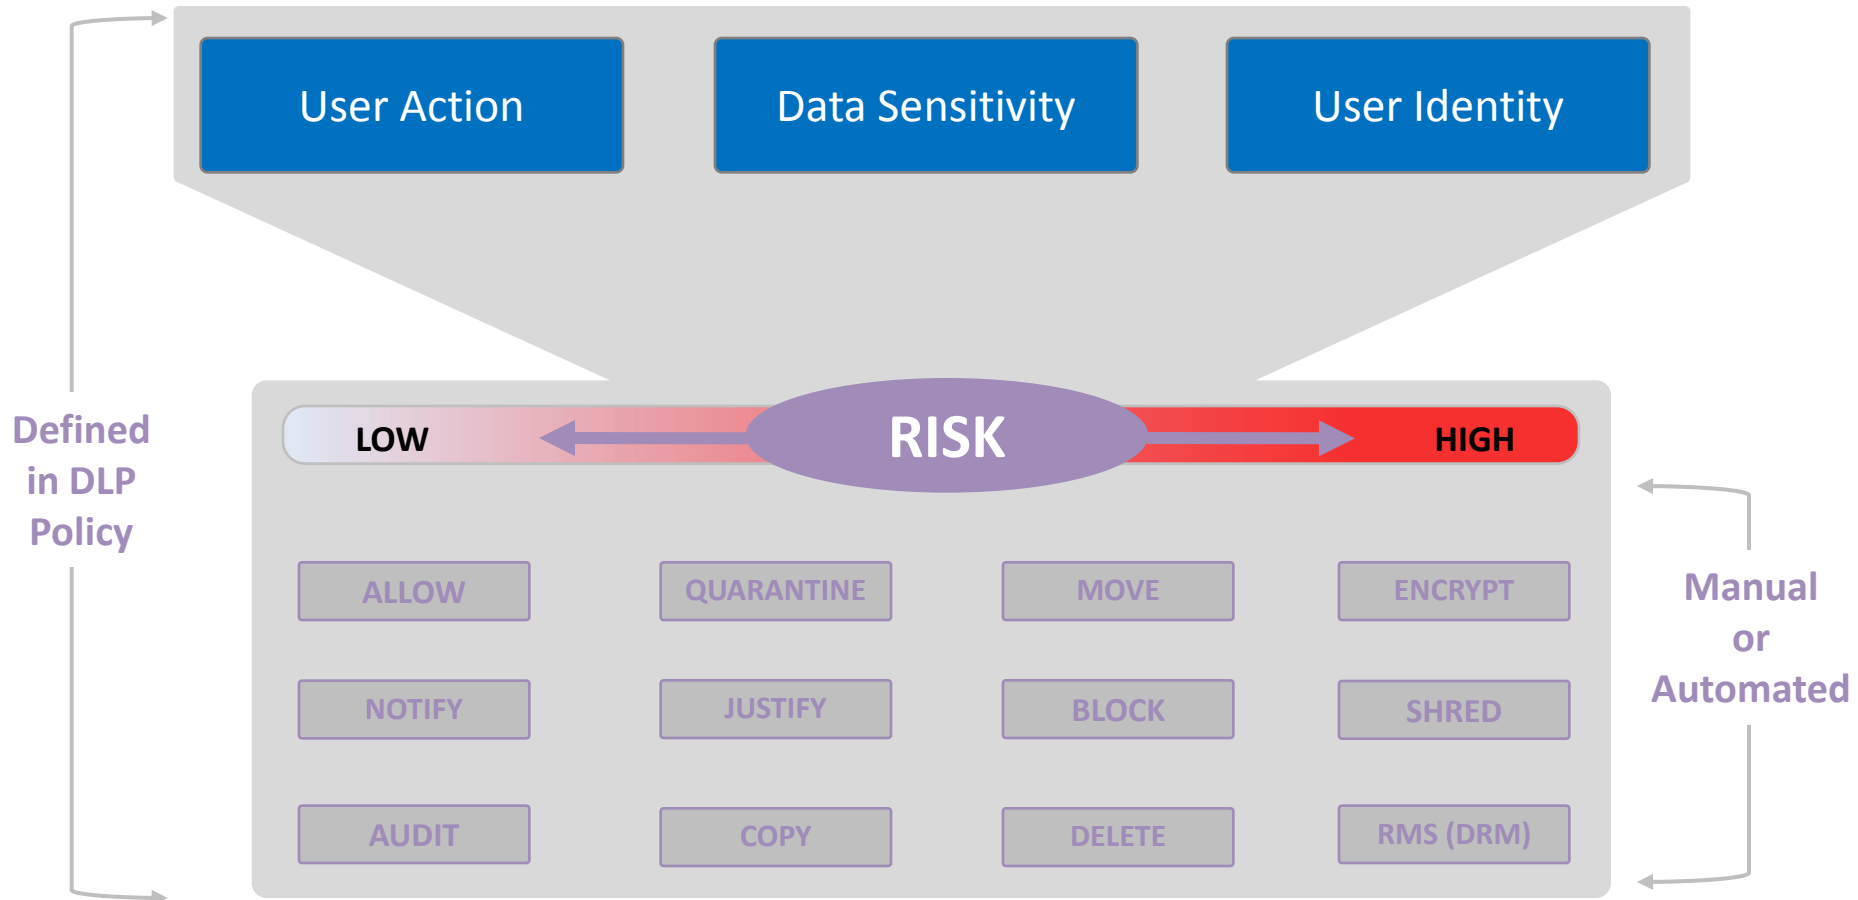 User Action
Data Sensitivity
User Identity
Defined
in DLP
Policy
LOW
RISK
HIGH
Manual
or
Automated
ALLOW
QUARANTINE
MOVE
ENCRYPT
NOTIFY
JUSTIFY
BLOCK
SHRED
AUDIT
COPY
DELETE
RMS (DRM)